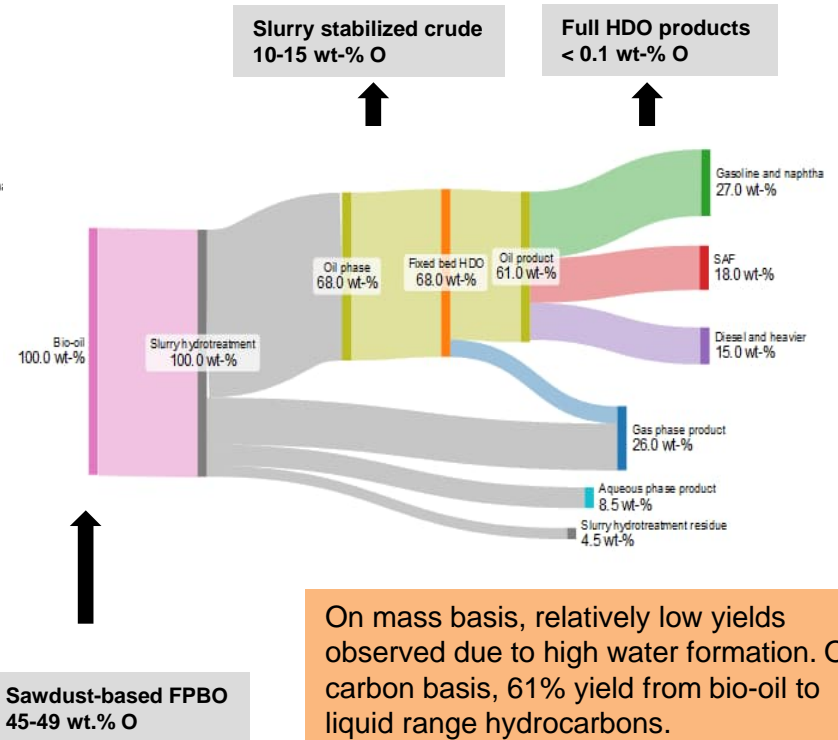 Slurry stabilized crude
10-15 wt-% O
Full HDO products
< 0.1 wt-% O
Gasoline and naphtha
27.0 wt-%
Oil phase
68.0 wt-%
Fixed bed HDO
68.0 wt-%
Oil product
61.0 wt-%
SAF
18.0 wt-%
Bio-oil
100.0 wt-%
Slurry hydrotreatment
100.0 wt-%
Diesel and heavier
15.0 wt-%
Gas phase product
26.0 wt-%
Aqueous phase product
8.5 wt-%
Slurry hydrotreatment residue
4.5 wt-%
On mass basis, relatively low yields
observed due to high water formation.
carbon basis, 61% yield from bio-oil to
liquid range hydrocarbons.
Sawdust-based FPBO
45-49 wt.% O